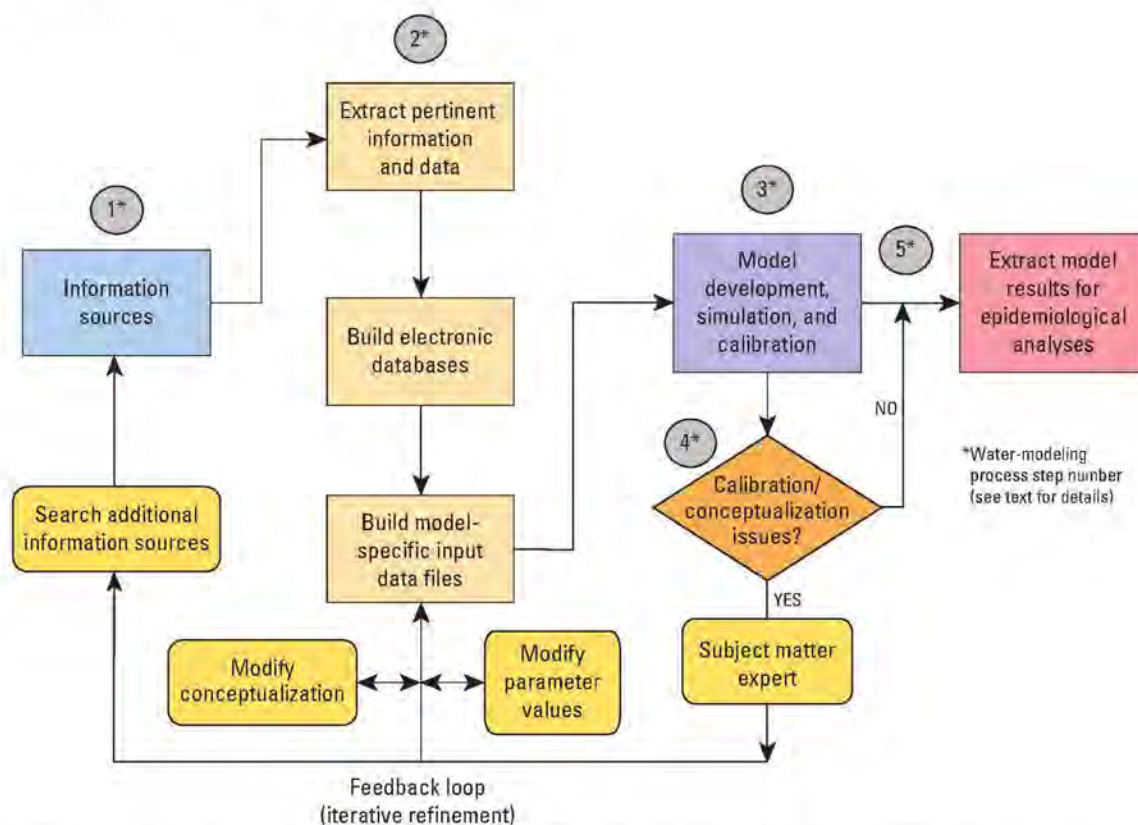 2*
Extract pertinent
information
and data
1*
Information
sources
Build electronic
databases
Build model-
specific input
data files
3*
Model
development,
simulation, and
calibration
5*
Extract model
results for
epidemiological
analyses
NO
4*
Calibration/
conceptualization
issues?
*Water-modeling
process step number
(see text for details)
YES
Subject matter
expert
Search additional
information sources
Modify
conceptualization
Modify
parameter
values
Feedback loop
(iterative refinement)